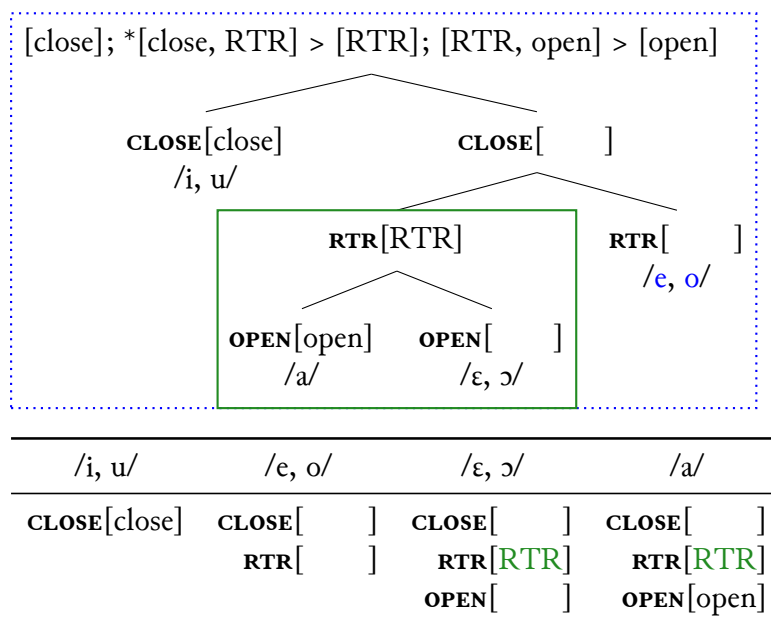 [close]; *[close, RTR] > [RTR]; [RTR, open] > [open]
CLOSE[close] CLOSE[ ]
/i, u/
RTR[RTR] RTR[ ]
/e, o/
OPEN[open] OPEN[ ]
/a/ /ɛ, ɔ/
/i, u/ /e, o/ /ɛ, ɔ/ /a/
CLOSE[close] CLOSE[ ] CLOSE[ ] CLOSE[ ]
RTR[ ] RTR[RTR] RTR[RTR]
OPEN[ ] OPEN[open]